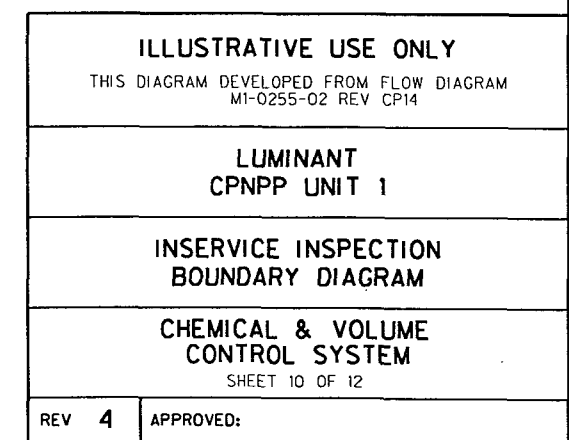 ILLUSTRATIVE USE ONLY
THIS DIAGRAM DEVELOPED FROM FLOW DIAGRAM
M1-0255-02 REV CP14
LUMINANT
CPNPP UNIT 1
INSERVICE INSPECTION
BOUNDARY DIAGRAM
CHEMICAL & VOLUME
CONTROL SYSTEM
SHEET 10 OF 12
REV 4 APPROVED: